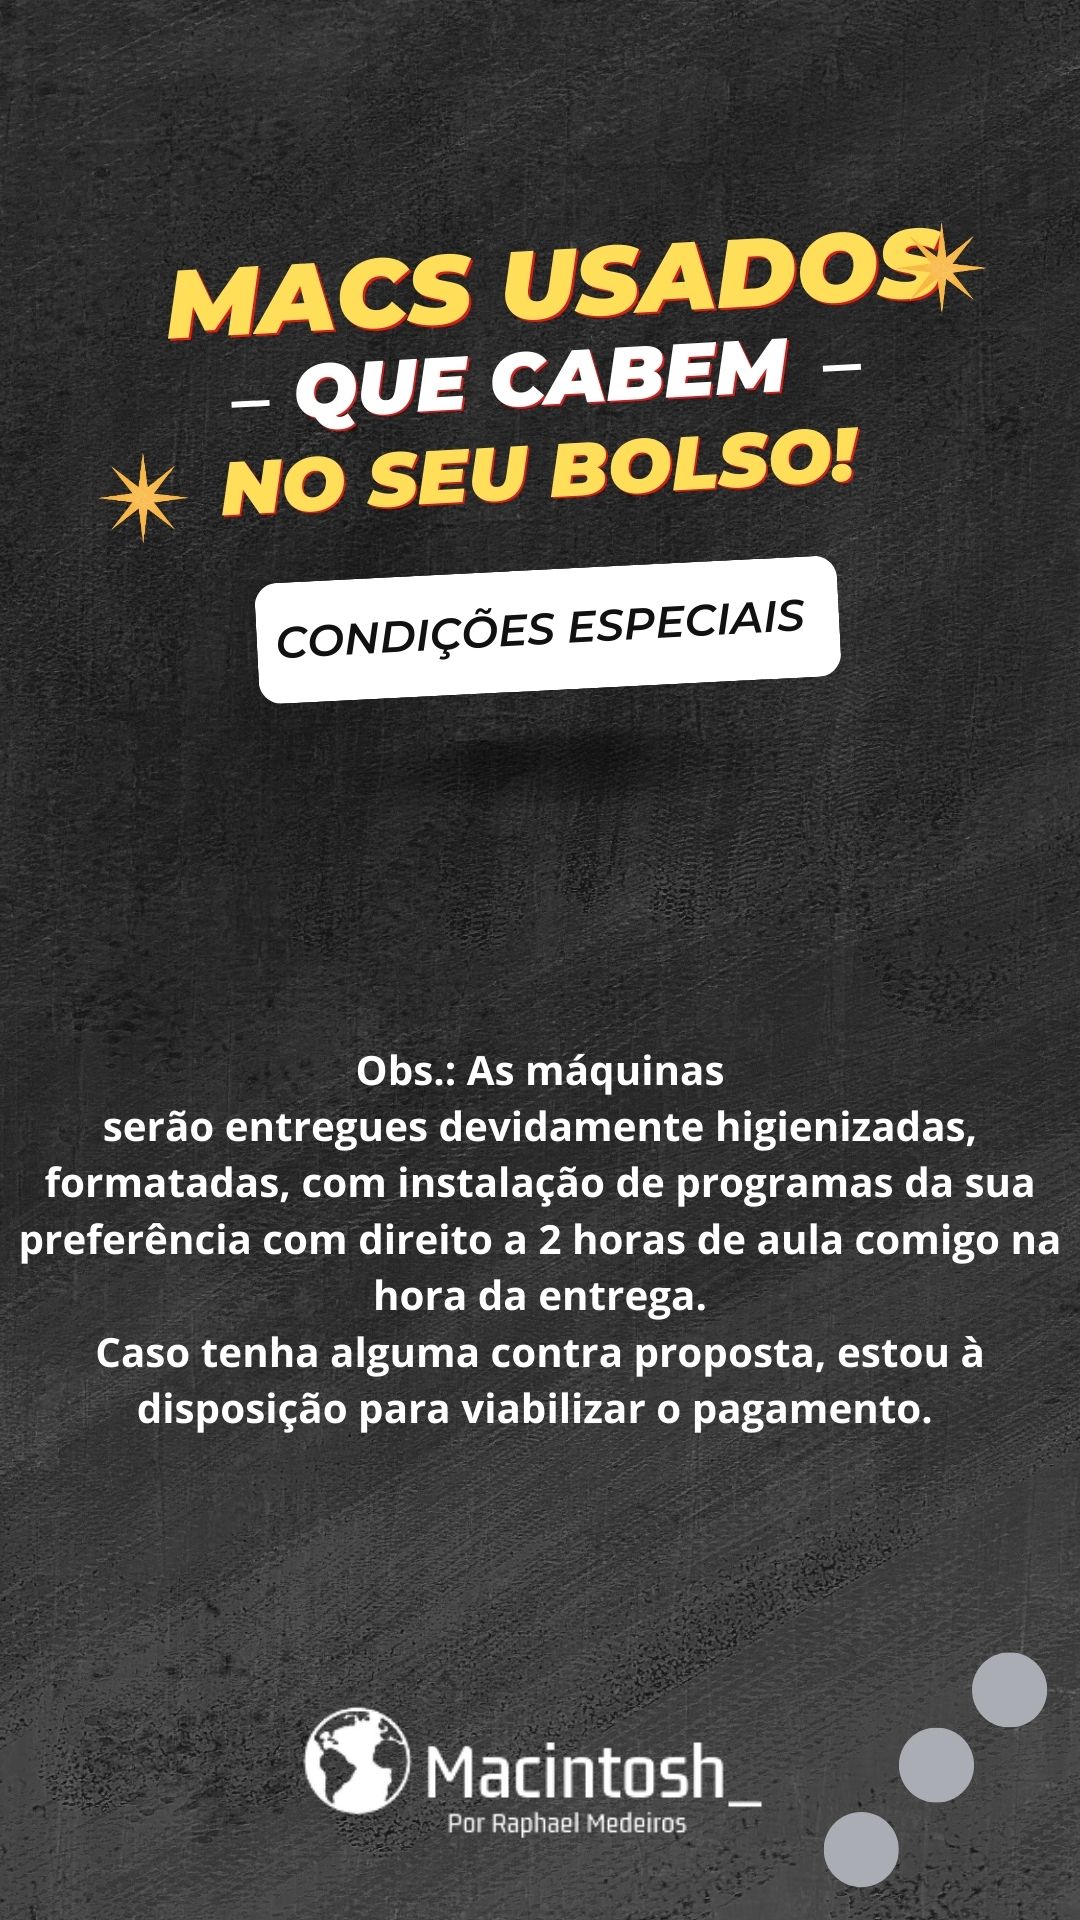 MACS USADOS
– QUE CABEM –
NO SEU BOLSO!
CONDIÇÕES ESPECIAIS
Obs.: As máquinas
serão entregues devidamente higienizadas,
formatadas, com instalação de programas da sua
preferência com direito a 2 horas de aula comigo na
hora da entrega.
Caso tenha alguma contra proposta, estou à
disposição para viabilizar o pagamento.
Macintosh_
Por Raphael Medeiros